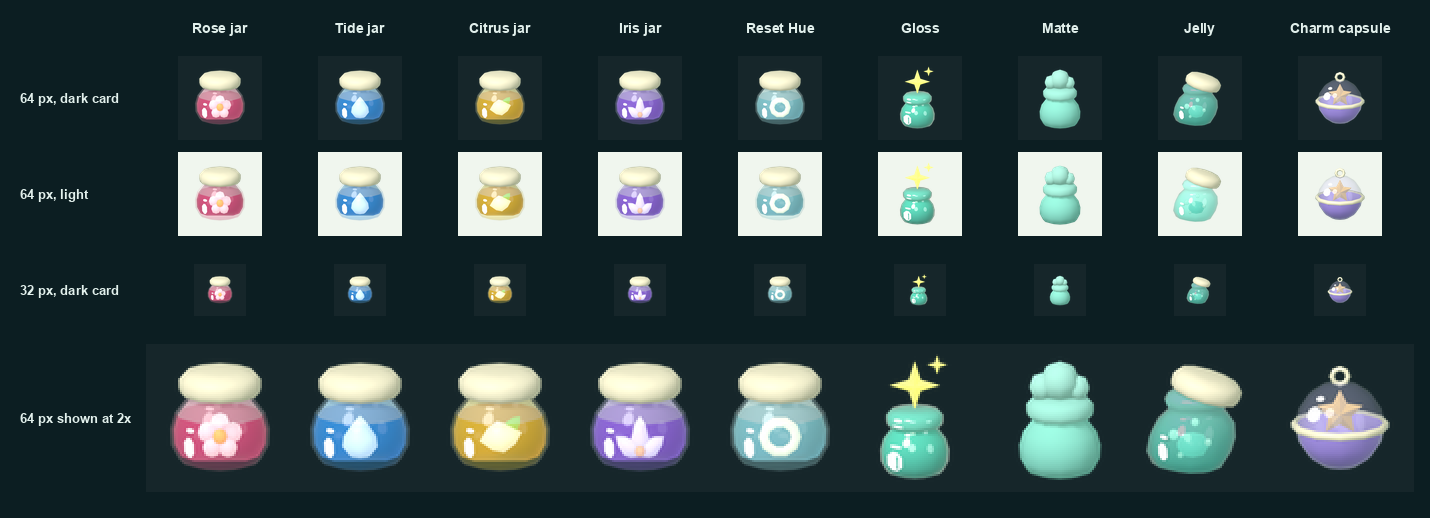 Rose jar Tide jar Citrus jar Iris jar Reset Hue Gloss Matte Jelly Charm capsule
64 px, dark card
64 px, light
32 px, dark card
64 px shown at 2x